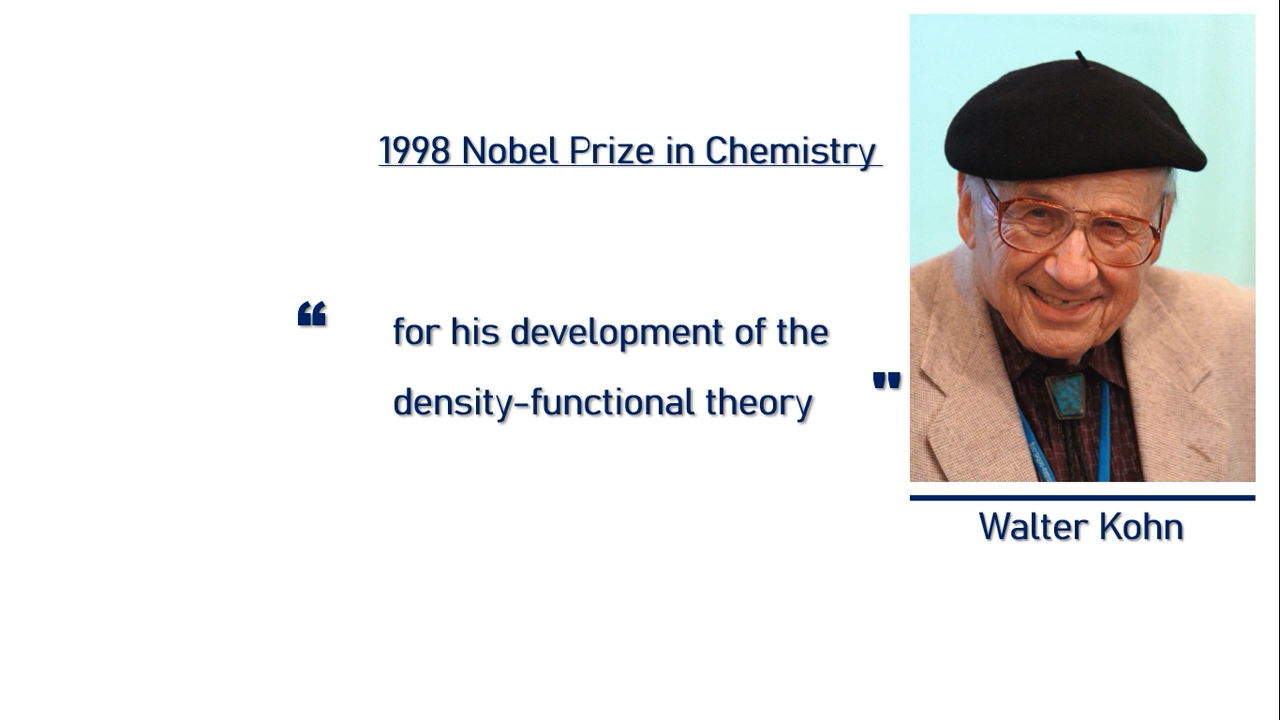 1998 Nobel Prize in Chemistry
“ for his development of the
density-functional theory "
Walter Kohn